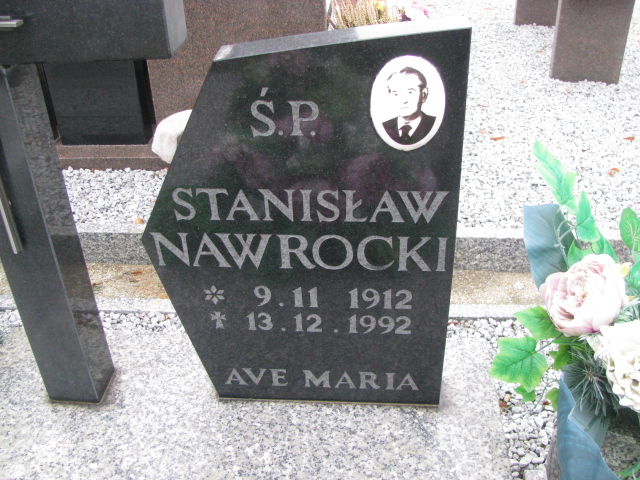 Ś.P.
STANISŁAW
NAWROCKI
* 9.11 1912
✝ 13.12.1992
AVE MARIA